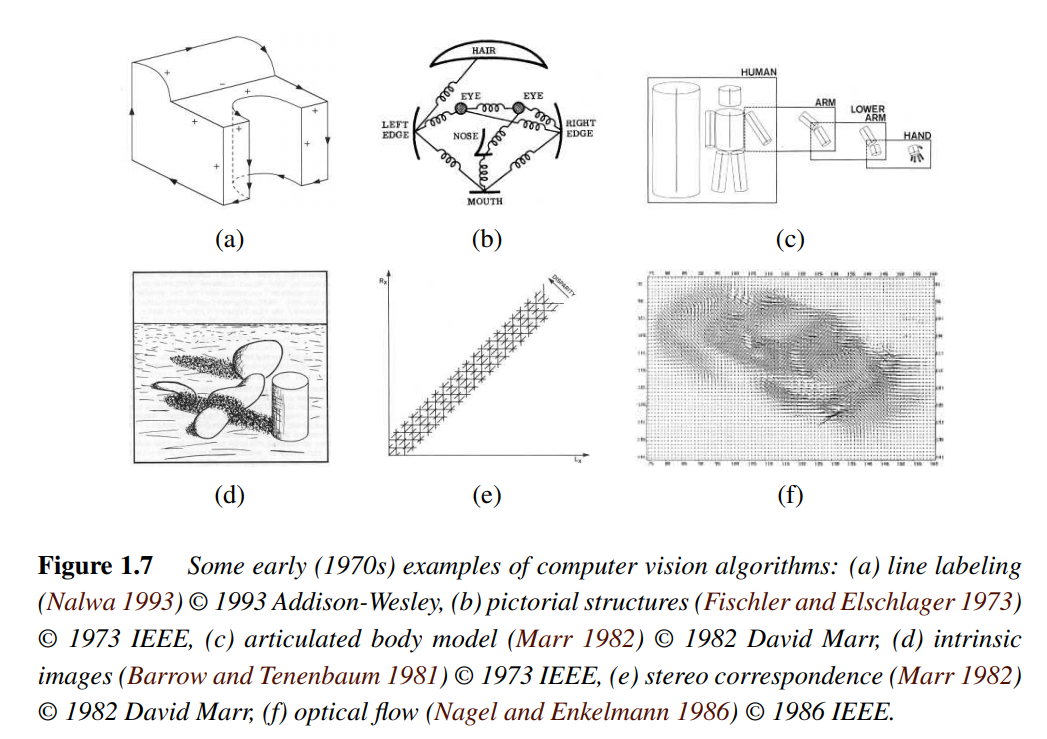 HAIR
EYE EYE
LEFT EDGE
NOSE
RIGHT EDGE
MOUTH
HUMAN
ARM
LOWER ARM
HAND
(a)
(b)
(c)
DISPARITY
(d)
(e)
(f)
Figure 1.7 Some early (1970s) examples of computer vision algorithms: (a) line labeling
(Nalwa 1993) © 1993 Addison-Wesley, (b) pictorial structures (Fischler and Elschlager 1973)
© 1973 IEEE, (c) articulated body model (Marr 1982) © 1982 David Marr, (d) intrinsic
images (Barrow and Tenenbaum 1981) © 1973 IEEE, (e) stereo correspondence (Marr 1982)
© 1982 David Marr, (f) optical flow (Nagel and Enkelmann 1986) © 1986 IEEE.